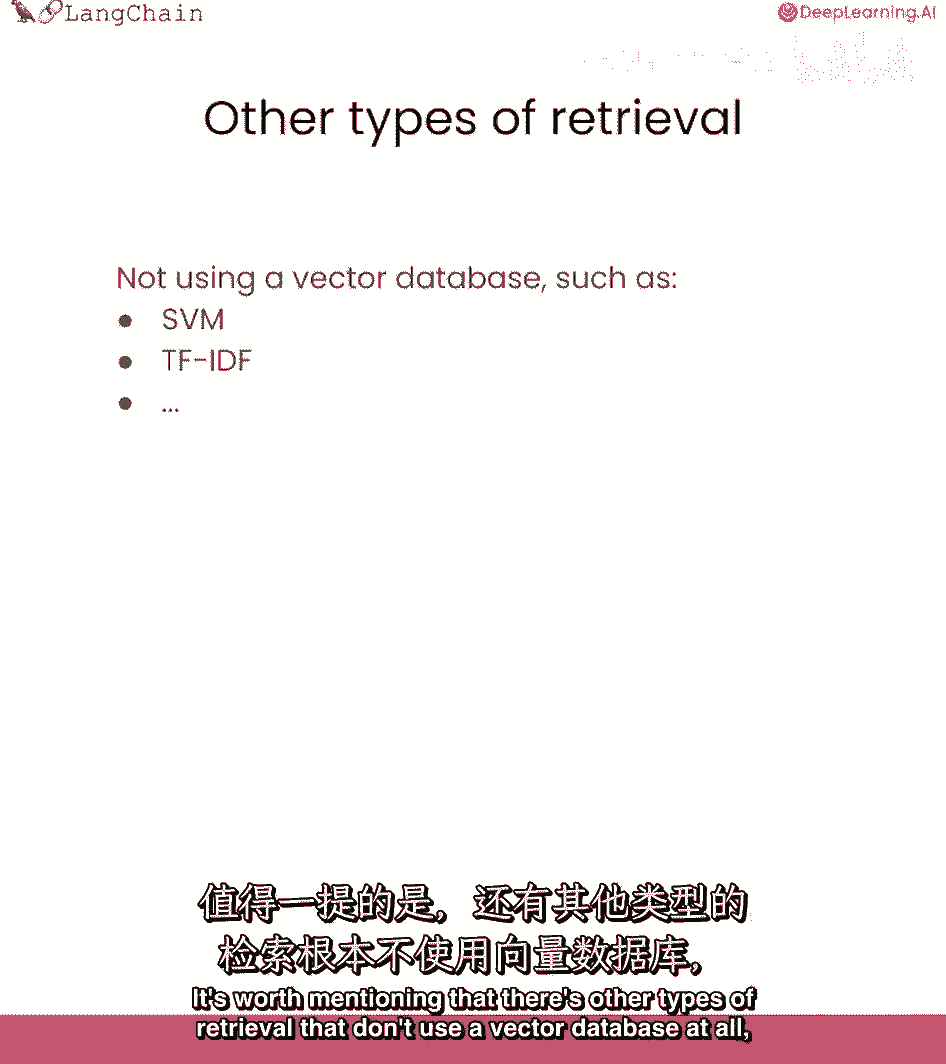 LangChain
DeepLearning.AI
Other types of retrieval
Not using a vector database, such as:
● SVM
● TF-IDF
● ...
值得一提的是，还有其他类型的
检索根本不使用向量数据库，
It's worth mentioning that there's other types of
retrieval that don't use a vector database at all,